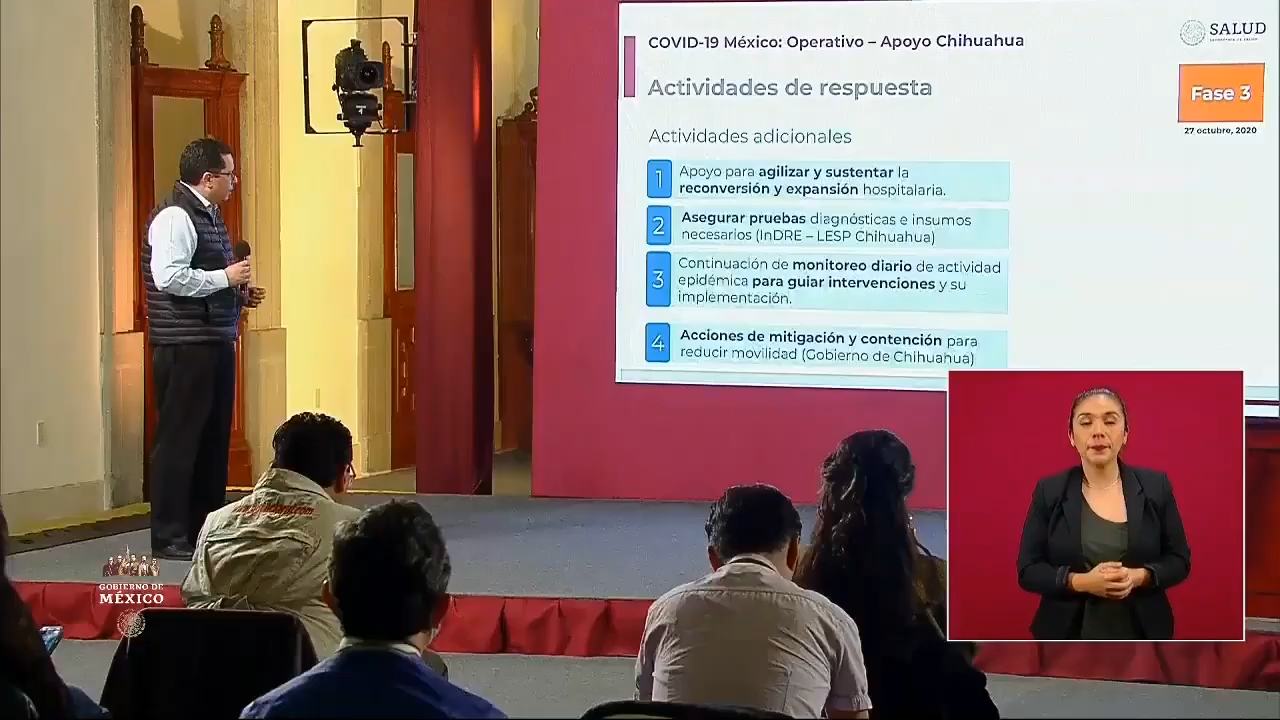 COVID-19 México: Operativo – Apoyo Chihuahua
SALUD
SECRETARÍA DE SALUD
Actividades de respuesta
Fase 3
27 octubre, 2020
Actividades adicionales
1
Apoyo para agilizar y sustentar la
reconversión y expansión hospitalaria.
2
Asegurar pruebas diagnósticas e insumos
necesarios (InDRE – LESP Chihuahua)
3
Continuación de monitoreo diario de actividad
epidémica para guiar intervenciones y su
implementación.
4
Acciones de mitigación y contención para
reducir movilidad (Gobierno de Chihuahua)
GOBIERNO DE
MÉXICO